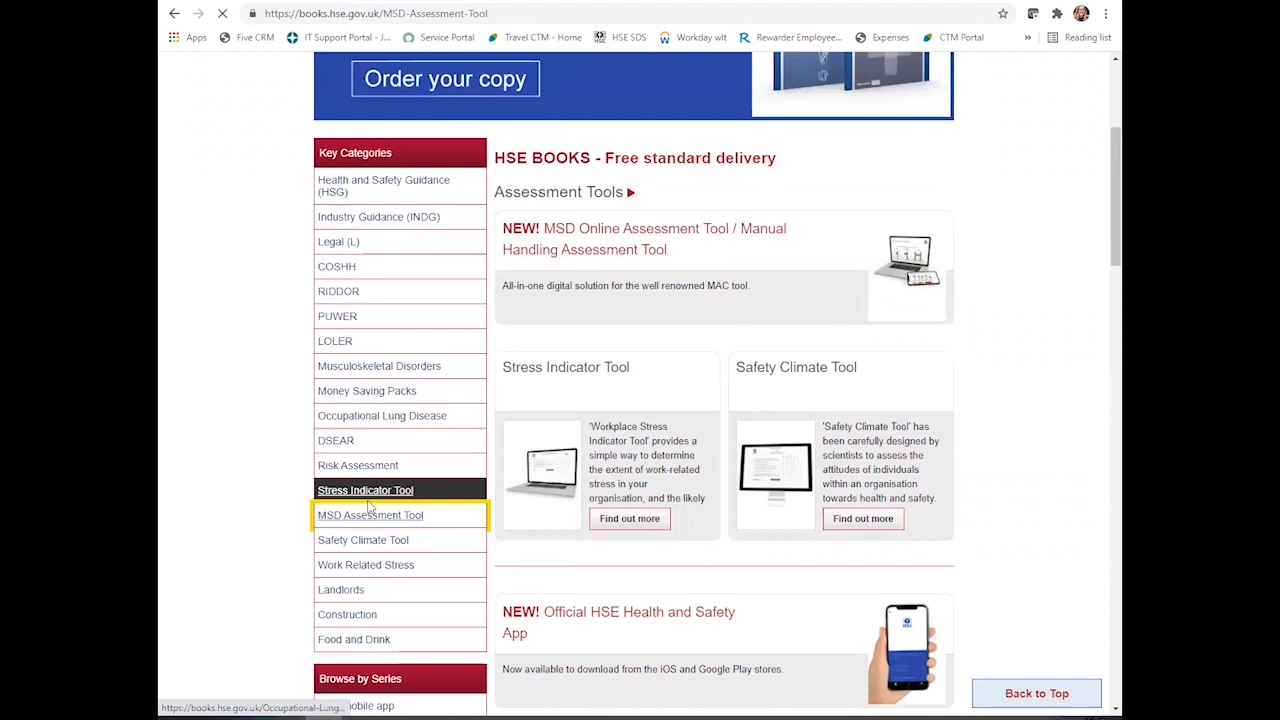 https://books.hse.gov.uk/MSD-Assessment-Tool
Apps
Five CRM
IT Support Portal - J...
Service Portal
Travel CTM - Home
HSE SDS
Workday wlt
Rewarder Employee...
Expenses
CTM Portal
»
Reading list
Order your copy
Key Categories
Health and Safety Guidance
(HSG)
Industry Guidance (INDG)
Legal (L)
COSHH
RIDDOR
PUWER
LOLER
Musculoskeletal Disorders
Money Saving Packs
Occupational Lung Disease
DSEAR
Risk Assessment
Stress Indicator Tool
MSD Assessment Tool
Safety Climate Tool
Work Related Stress
Landlords
Construction
Food and Drink
Browse by Series
HSE BOOKS - Free standard delivery
Assessment Tools
NEW! MSD Online Assessment Tool / Manual
Handling Assessment Tool
All-in-one digital solution for the well renowned MAC tool.
Stress Indicator Tool
'Workplace Stress
Indicator Tool' provides a
simple way to determine
the extent of work-related
stress in your
organisation, and the likely
Find out more
Safety Climate Tool
'Safety Climate Tool' has
been carefully designed by
scientists to assess the
attitudes of individuals
within an organisation
towards health and safety.
Find out more
NEW! Official HSE Health and Safety
App
Now available to download from the iOS and Google Play stores.
HSE
Back to Top
https://books.hse.gov.uk/Occupational-Lung...
app